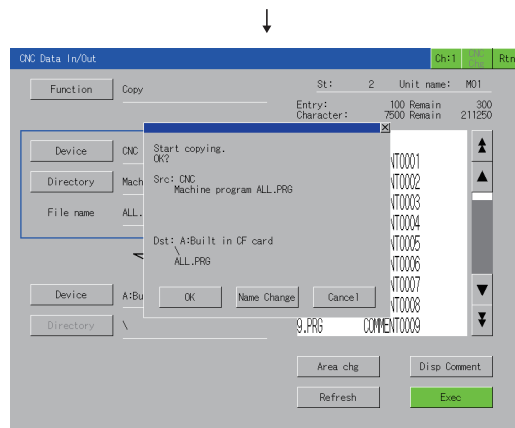 CNC Data In/Out
Ch:1 CNC Chg Rtn
Function Copy
St: 2 Unit name: M01
Entry: 100 Remain 300
Character: 7500 Remain 211250
Device CNC
Directory Mach
File name ALL.
Start copying.
OK?
Src: CNC
Machine program ALL.PRG
Dst: A:Built in CF card
\
ALL.PRG
OK Name Change Cancel
NT0001
NT0002
NT0003
NT0004
NT0005
NT0006
NT0007
NT0008
9.PRG COMMENT0009
Device A:Bu
Directory \
Area chg Disp Comment
Refresh Exec